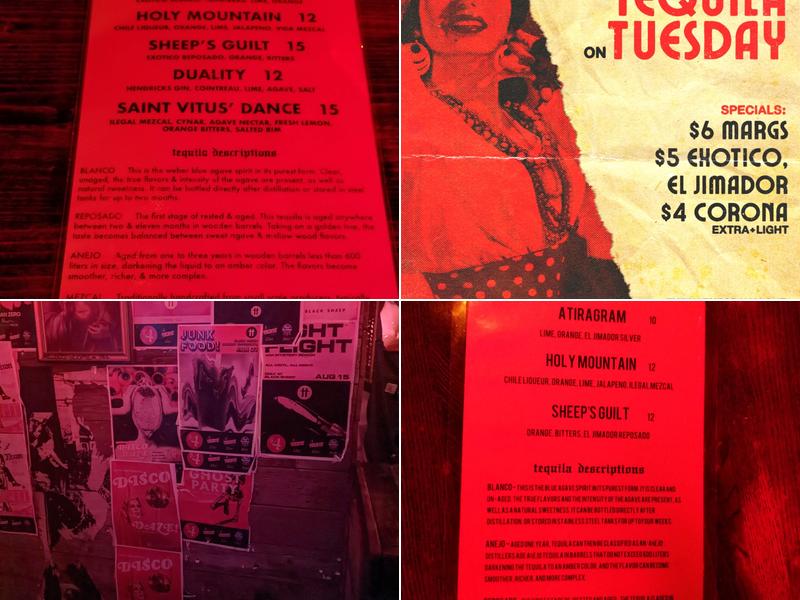 HOLY MOUNTAIN 12
CHILE LIQUEUR, ORANGE, LIME, JALAPENO, VIDA MEZCAL
SHEEP'S GUILT 15
EXOTICO REPOSADO, ORANGE, BITTERS
DUALITY 12
HENDRICKS GIN, COINTREAU, LIME, AGAVE, SALT
SAINT VITUS' DANCE 15
ILEGAL MEZCAL, CYNAR, AGAVE NECTAR, FRESH LEMON,
ORANGE BITTERS, SALTED RIM
tequila descriptions
BLANCO This is the weber blue agave spirit in its purest form. Clear,
unaged, the true flavors & intensity of the agave are present, as well as
natural sweetness. It can be bottled directly after distillation or stored in steel
tanks for up to two months.
REPOSADO The first stage of rested & aged. This tequila is aged anywhere
between two & eleven months in wooden barrels. Taking on a golden hue, the
taste becomes balanced between sweet agave & mellow wood flavors.
ANEJO Aged from one to three years in wooden barrels less than 600
liters in size, darkening the liquid to an amber color. The flavors become
smoother, richer, & more complex.
MEZCAL Traditionally handcrafted from small scale producers
TEQUILA
ON TUESDAY
SPECIALS:
$6 MARGS
$5 EXOTICO,
EL JIMADOR
$4 CORONA
EXTRA+LIGHT
JUNK
FOOD!
BLACK SHEEP
FLIGHT
AUG 15
GHOST
PARTY
DISCO
DAZE!
DISCO
ATIRAGRAM 10
LIME, ORANGE, EL JIMADOR SILVER
HOLY MOUNTAIN 12
CHILE LIQUEUR, ORANGE, LIME, JALAPENO, ILEGAL MEZCAL
SHEEP'S GUILT 12
ORANGE, BITTERS, EL JIMADOR REPOSADO
tequila descriptions
BLANCO - THIS IS THE BLUE AGAVE SPIRIT IN ITS PUREST FORM. IT IS CLEAR AND
UN-AGED. THE TRUE FLAVORS AND THE INTENSITY OF THE AGAVE ARE PRESENT, AS
WELL AS A NATURAL SWEETNESS. IT CAN BE BOTTLED DIRECTLY AFTER
DISTILLATION, OR STORED IN STAINLESS STEEL TANKS FOR UP TO FOUR WEEKS.
ANEJO - AGED ONE YEAR, TEQUILA CAN THEN BE CLASSIFIED AS AN 'ANEJO'.
DISTILLERS AGE ANEJO TEQUILA IN BARRELS THAT DO NOT EXCEED 600 LITERS
DARKENING THE TEQUILA TO AN AMBER COLOR, AND THE FLAVOR CAN BECOME
SMOOTHER, RICHER, AND MORE COMPLEX.